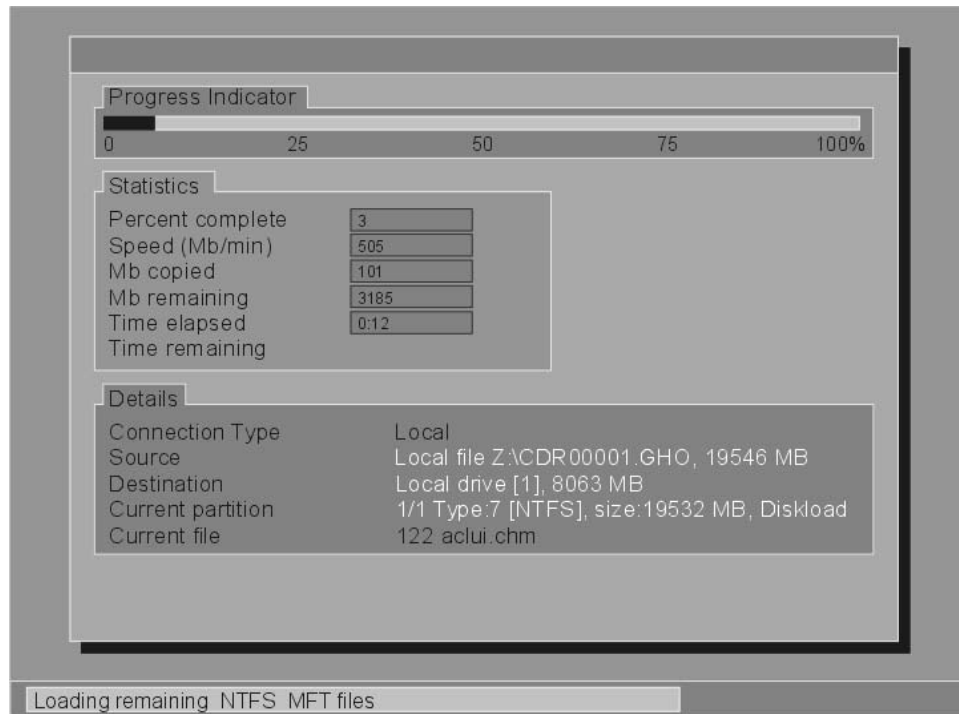 Progress Indicator
0 25 50 75 100%
Statistics
Percent complete 3
Speed (Mb/min) 505
Mb copied 101
Mb remaining 3185
Time elapsed 0:12
Time remaining
Details
Connection Type Local
Source Local file Z:\CDR00001.GHO, 19546 MB
Destination Local drive [1], 8063 MB
Current partition 1/1 Type:7 [NTFS], size:19532 MB, Diskload
Current file 122 aclui.chm
Loading remaining NTFS MFT files